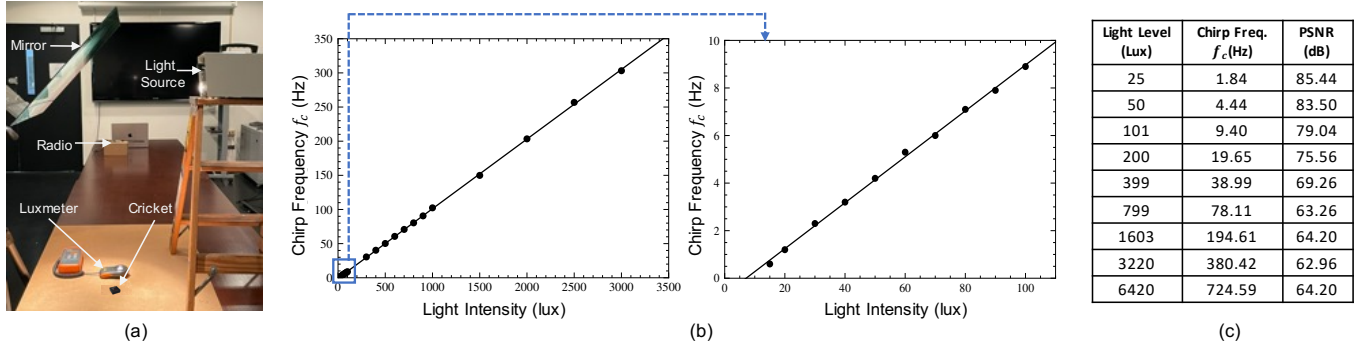 Mirror
Light
Source
Radio
Luxmeter
Cricket
(a)
Chirp Frequency f_c (Hz)
350
300
250
200
150
100
50
0
0 500 1000 1500 2000 2500 3000 3500
Light Intensity (lux)
Chirp Frequency f_c (Hz)
10
8
6
4
2
0
0 20 40 60 80 100
Light Intensity (lux)
(b)
Light Level (Lux) Chirp Freq. f_c(Hz) PSNR (dB)
25 1.84 85.44
50 4.44 83.50
101 9.40 79.04
200 19.65 75.56
399 38.99 69.26
799 78.11 63.26
1603 194.61 64.20
3220 380.42 62.96
6420 724.59 64.20
(c)